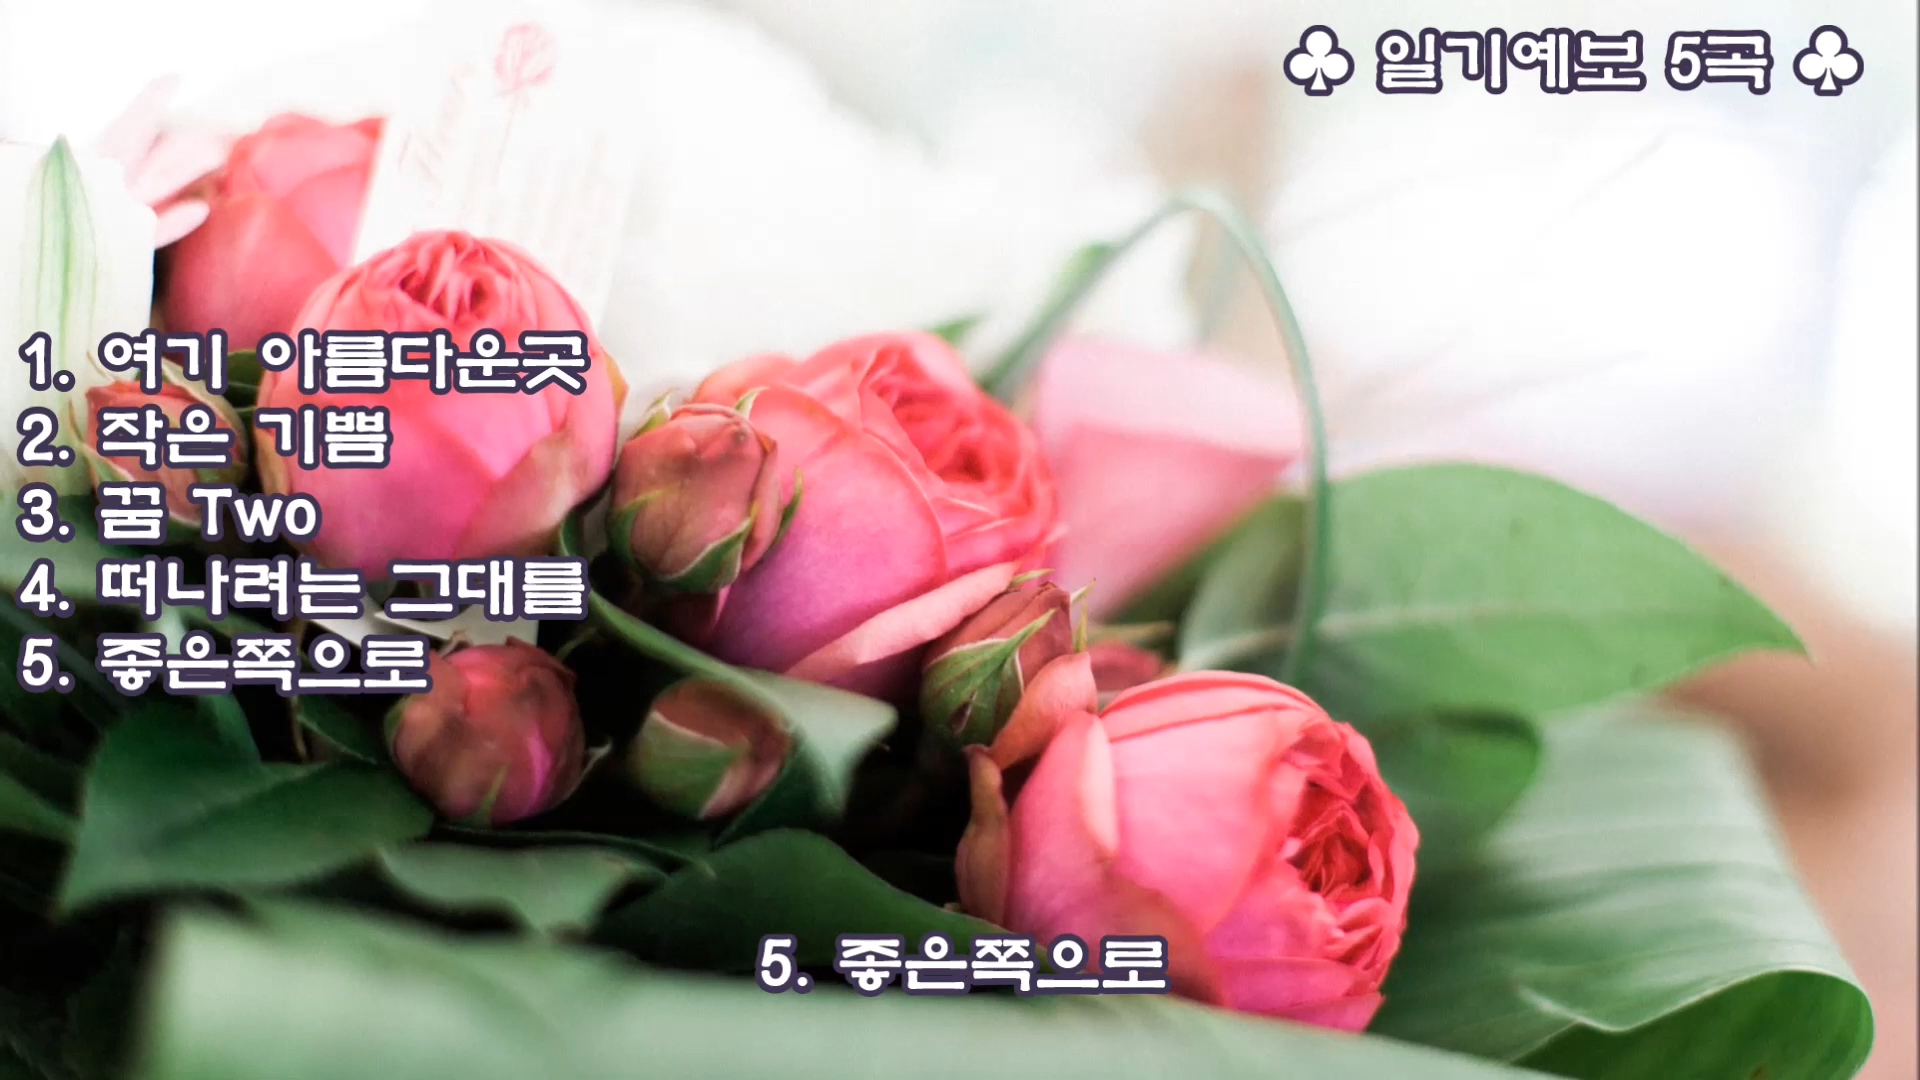 ♣ 일기예보 5곡 ♣
1. 여기 아름다운곳
2. 작은 기쁨
3. 꿈 Two
4. 떠나려는 그대를
5. 좋은쪽으로
5. 좋은쪽으로